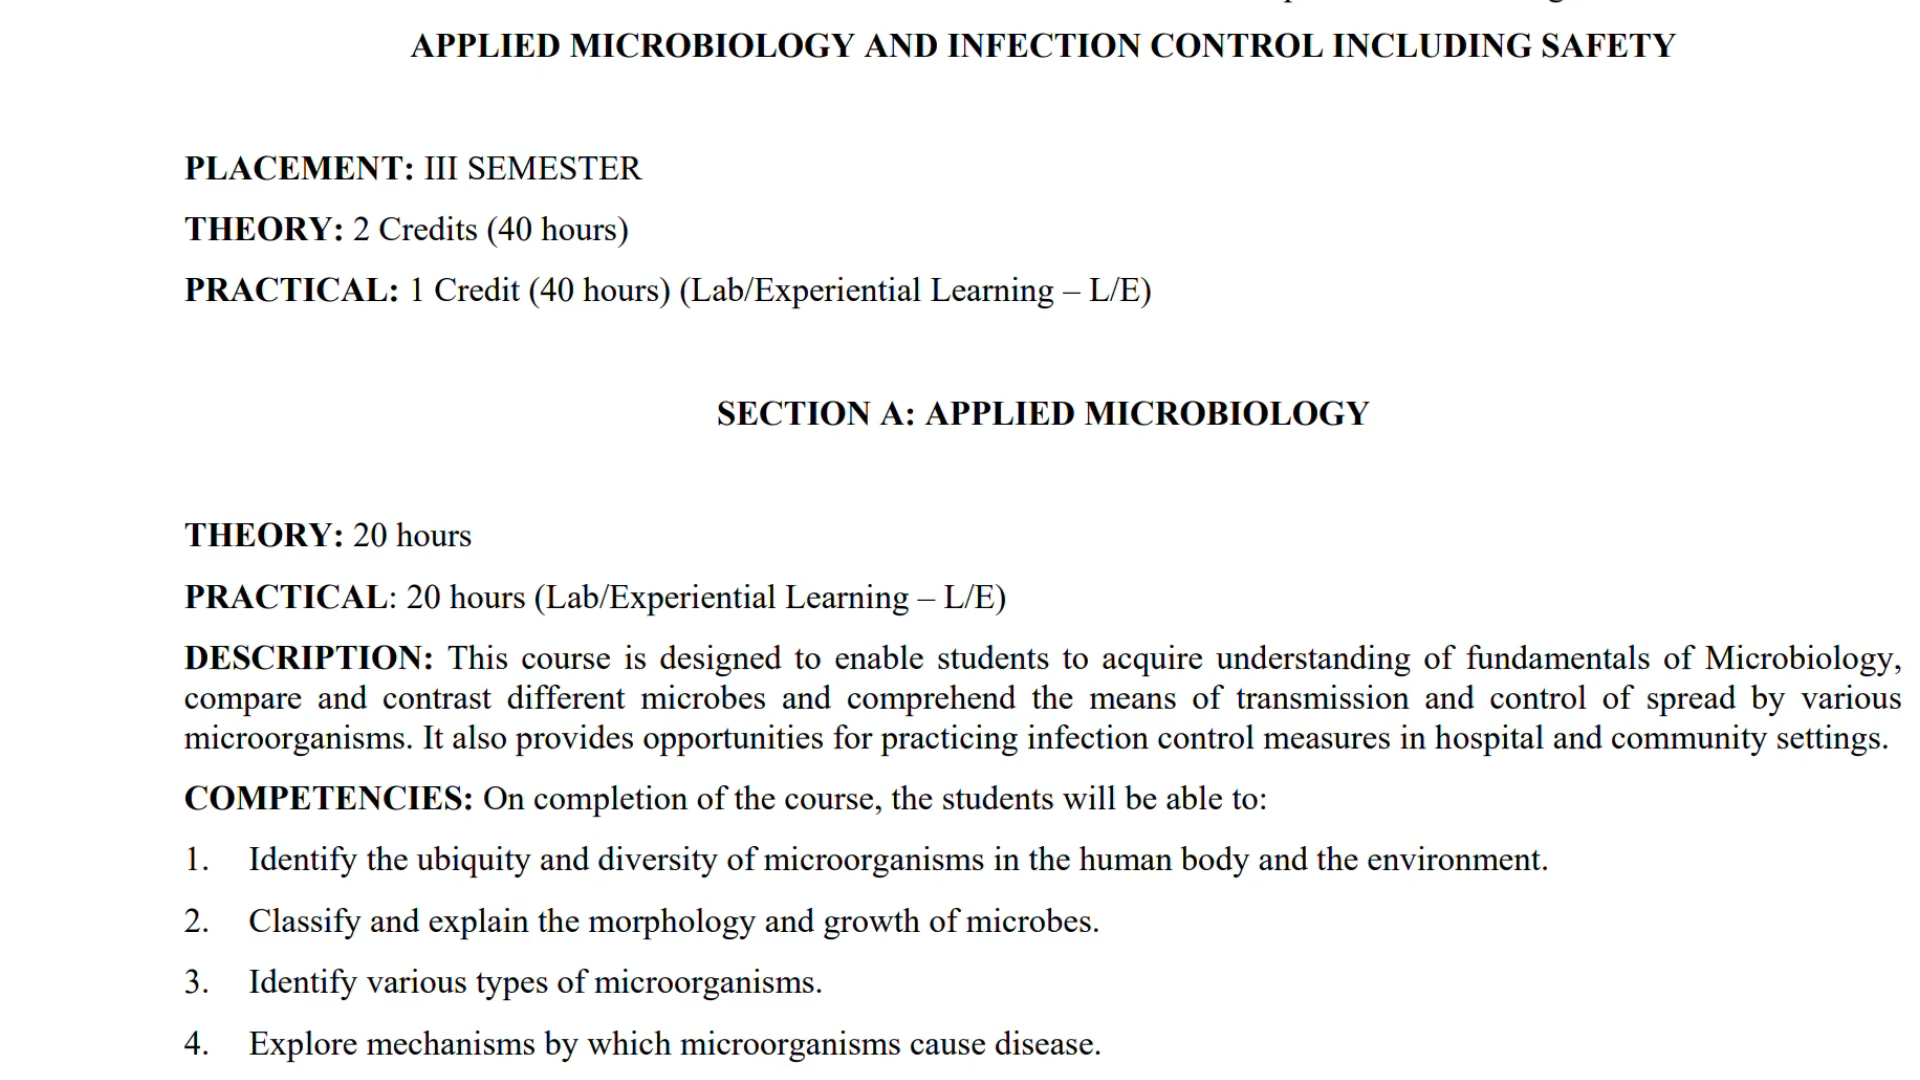 APPLIED MICROBIOLOGY AND INFECTION CONTROL INCLUDING SAFETY
PLACEMENT: III SEMESTER
THEORY: 2 Credits (40 hours)
PRACTICAL: 1 Credit (40 hours) (Lab/Experiential Learning – L/E)
SECTION A: APPLIED MICROBIOLOGY
THEORY: 20 hours
PRACTICAL: 20 hours (Lab/Experiential Learning – L/E)
DESCRIPTION: This course is designed to enable students to acquire understanding of fundamentals of Microbiology,
compare and contrast different microbes and comprehend the means of transmission and control of spread by various
microorganisms. It also provides opportunities for practicing infection control measures in hospital and community settings.
COMPETENCIES: On completion of the course, the students will be able to:
1. Identify the ubiquity and diversity of microorganisms in the human body and the environment.
2. Classify and explain the morphology and growth of microbes.
3. Identify various types of microorganisms.
4. Explore mechanisms by which microorganisms cause disease.